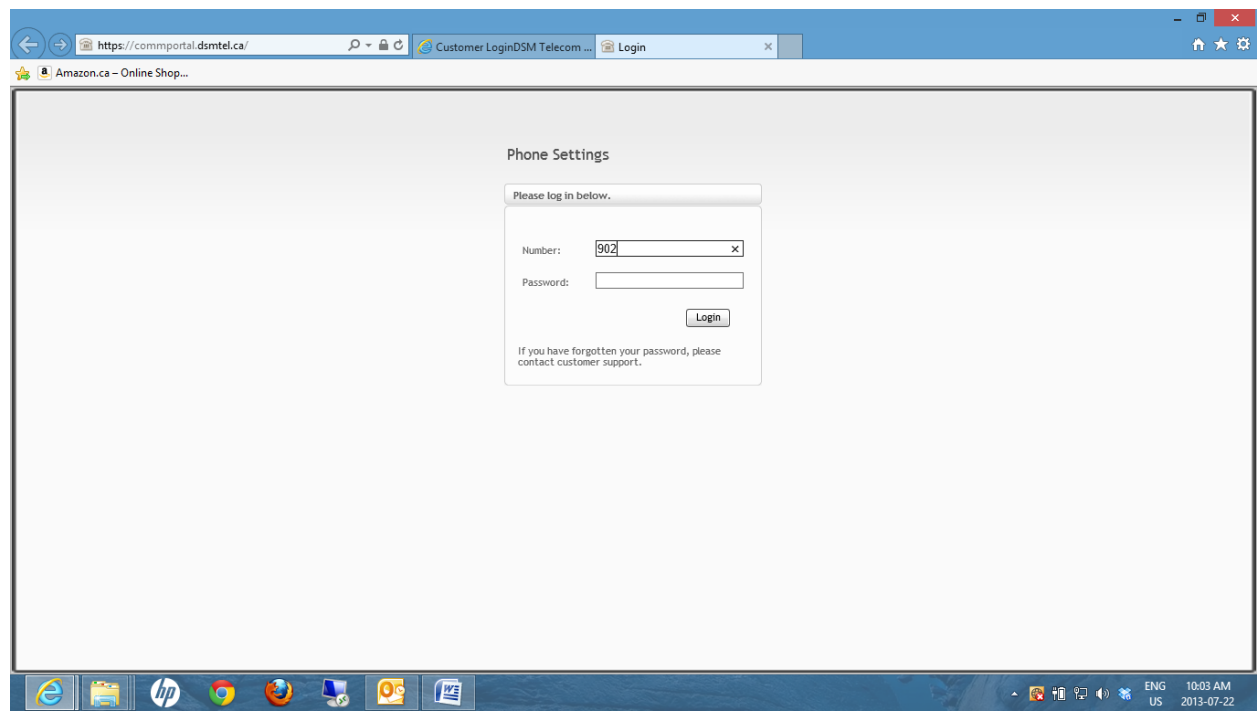 https://commportal.dsmtel.ca/
Customer LoginDSM Telecom ...
Login
Amazon.ca – Online Shop...
Phone Settings
Please log in below.
Number:
902
Password:
Login
If you have forgotten your password, please
contact customer support.
hp
ENG
US
10:03 AM
2013-07-22